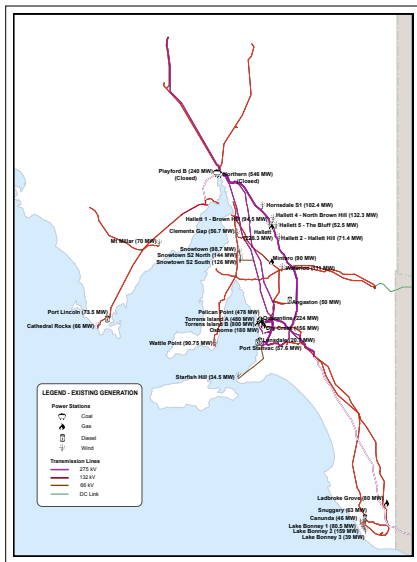 Playford B (240 MW)
(Closed)
Northern (546 MW)
(Closed)
Hornsdale S1 (102.4 MW)
Hallett 4 - North Brown Hill (132.3 MW)
Hallett 1 - Brown Hill (94.5 MW)
Hallett 5 - The Bluff (52.5 MW)
Clements Gap (56.7 MW)
Hallett
Hallett 2 - Hallett Hill (71.4 MW)
Mt Millar (70 MW)
Snowtown (98.7 MW)
Snowtown S2 North (144 MW)
Snowtown S2 South (126 MW)
Mintaro (90 MW)
Waterloo (111 MW)
Angaston (50 MW)
Port Lincoln (73.5 MW)
Cathedral Rocks (66 MW)
Pelican Point (478 MW)
Torrens Island A (480 MW)
Torrens Island B (800 MW)
Osborne (180 MW)
Quarantine (224 MW)
Dry Creek (156 MW)
Lonsdale
Port Stanvac (57.6 MW)
Wattle Point (90.75 MW)
Starfish Hill (34.5 MW)
LEGEND - EXISTING GENERATION
Power Stations
Coal
Gas
Diesel
Wind
Transmission Lines
275 kV
132 kV
66 kV
DC Link
Ladbroke Grove (80 MW)
Snuggery (63 MW)
Canunda (46 MW)
Lake Bonney 1 (80.5 MW)
Lake Bonney 2 (159 MW)
Lake Bonney 3 (39 MW)